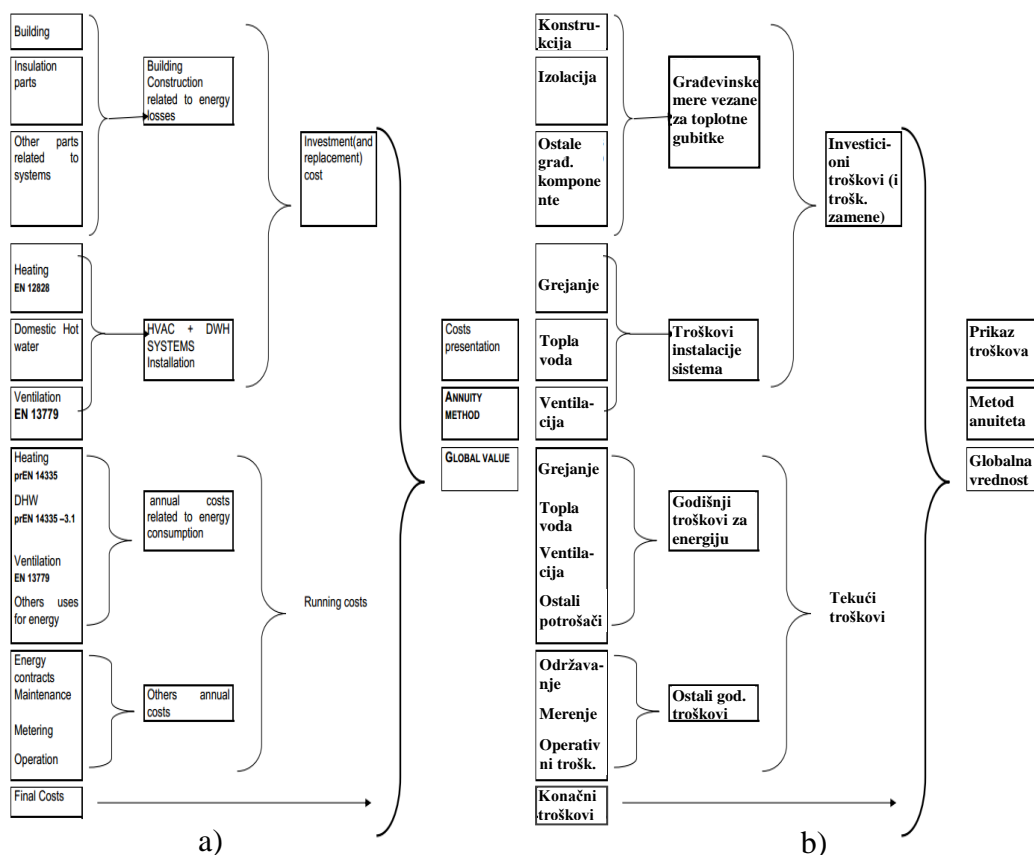 Building
Insulation
parts
Other parts
related to
systems
Building
Construction
related to energy
losses
Investment(and
replacement)
cost
Heating
EN 12828
Domestic Hot
water
Ventilation
EN 13779
HVAC + DWH
SYSTEMS
Installation
Heating
prEN 14335
DHW
prEN 14335 –3.1
Ventilation
EN 13779
Others uses
for energy
annual costs
related to energy
consumption
Running costs
Energy
contracts
Maintenance
Metering
Operation
Others annual
costs
Final Costs
Costs
presentation
ANNUITY
METHOD
GLOBAL VALUE
a)
Konstru-
kcija
Izolacija
Ostale
građ.
kompone
nte
Građevinske
mere vezane
za toplotne
gubitke
Investici-
oni
troškovi (i
trošk.
zamene)
Grejanje
Topla
voda
Ventila-
cija
Troškovi
instalacije
sistema
Grejanje
Topla
voda
Ventila-
cija
Ostali
potrošači
Godišnji
troškovi za
energiju
Tekući
troškovi
Održava-
nje
Merenje
Operativ
ni trošk.
Ostali god.
troškovi
Konačni
troškovi
Prikaz
troškova
Metod
anuiteta
Globalna
vrednost
b)